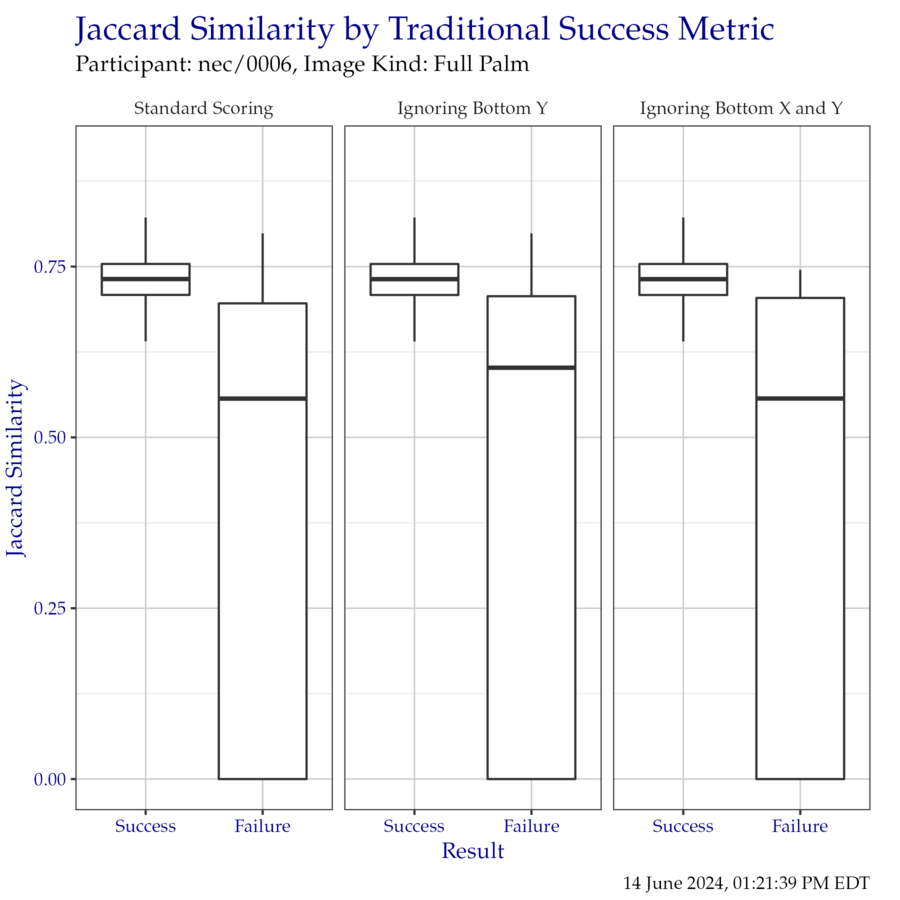 Jaccard Similarity by Traditional Success Metric
Participant: nec/0006, Image Kind: Full Palm
Standard Scoring
Ignoring Bottom Y
Ignoring Bottom X and Y
Jaccard Similarity
0.75
0.50
0.25
0.00
Success Failure
Success Failure
Success Failure
Result
14 June 2024, 01:21:39 PM EDT